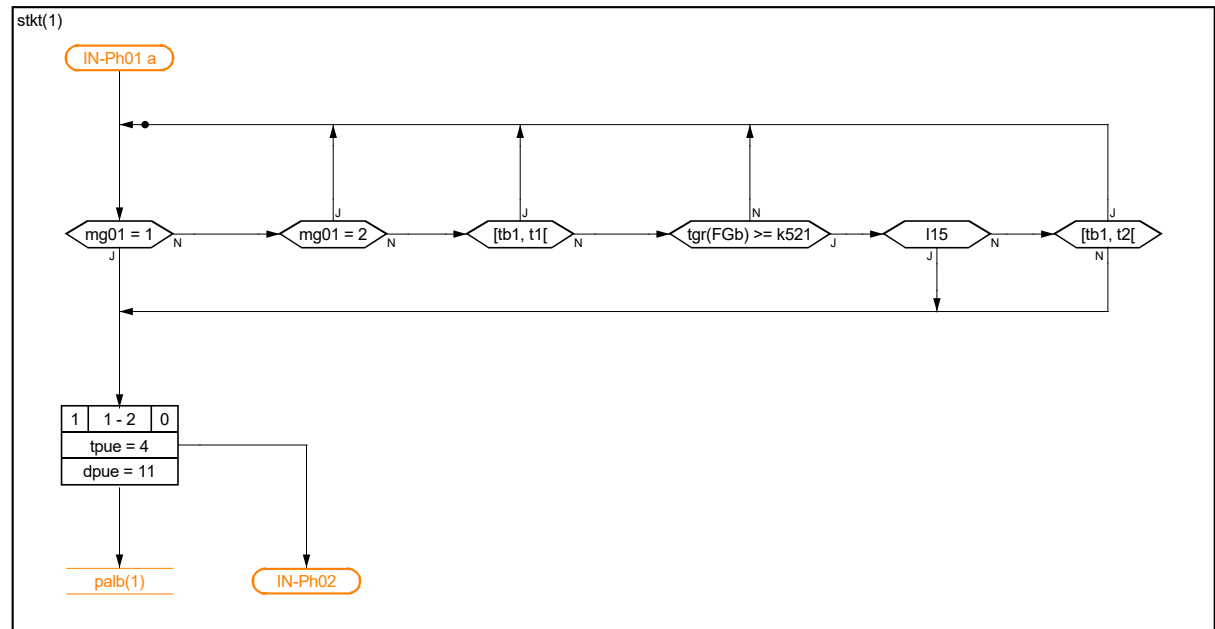 stkt(1)
IN-Ph01 a
J
J
N
J
mg01 = 1
N
mg01 = 2
N
[tb1, t1[
N
tgr(FGb) >= k521
J
l15
N
[tb1, t2[
J
J
N
1
1 - 2
0
tpue = 4
dpue = 11
palb(1)
IN-Ph02